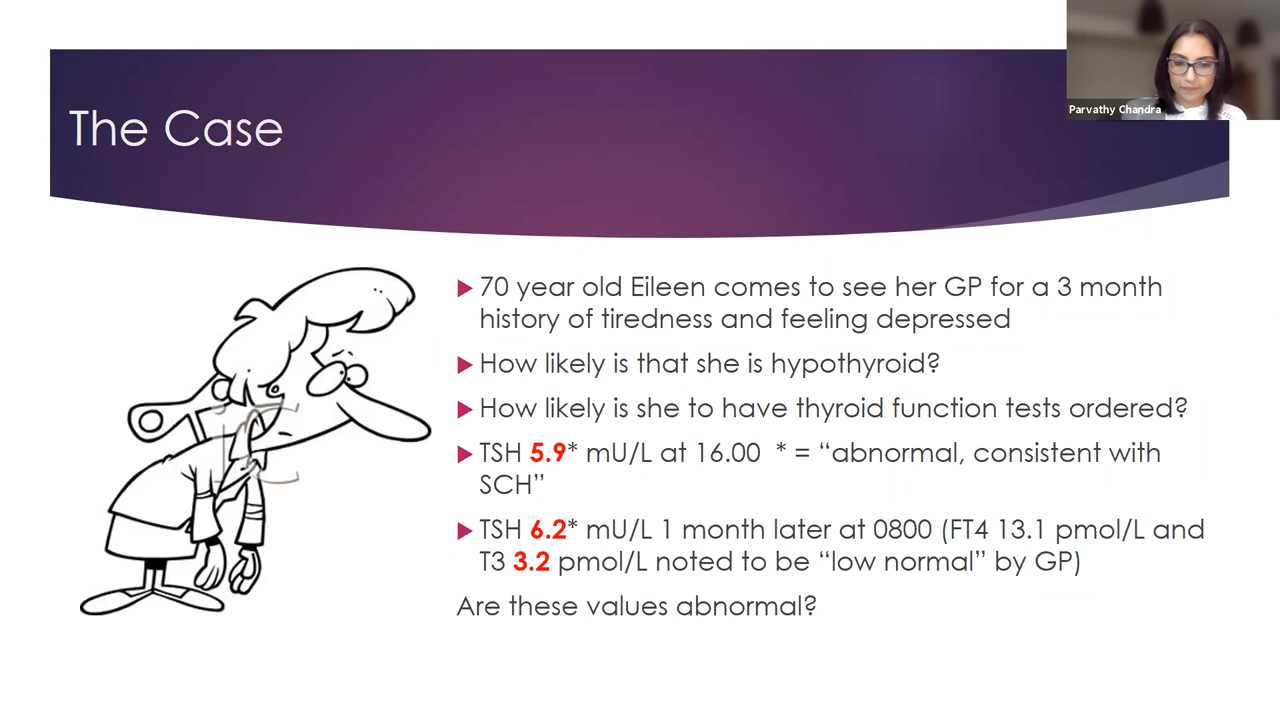 Parvathy Chandra
The Case
70 year old Eileen comes to see her GP for a 3 month
history of tiredness and feeling depressed
How likely is that she is hypothyroid?
How likely is she to have thyroid function tests ordered?
TSH 5.9* mU/L at 16.00 * = “abnormal, consistent with
SCH”
TSH 6.2* mU/L 1 month later at 0800 (FT4 13.1 pmol/L and
T3 3.2 pmol/L noted to be “low normal” by GP)
Are these values abnormal?